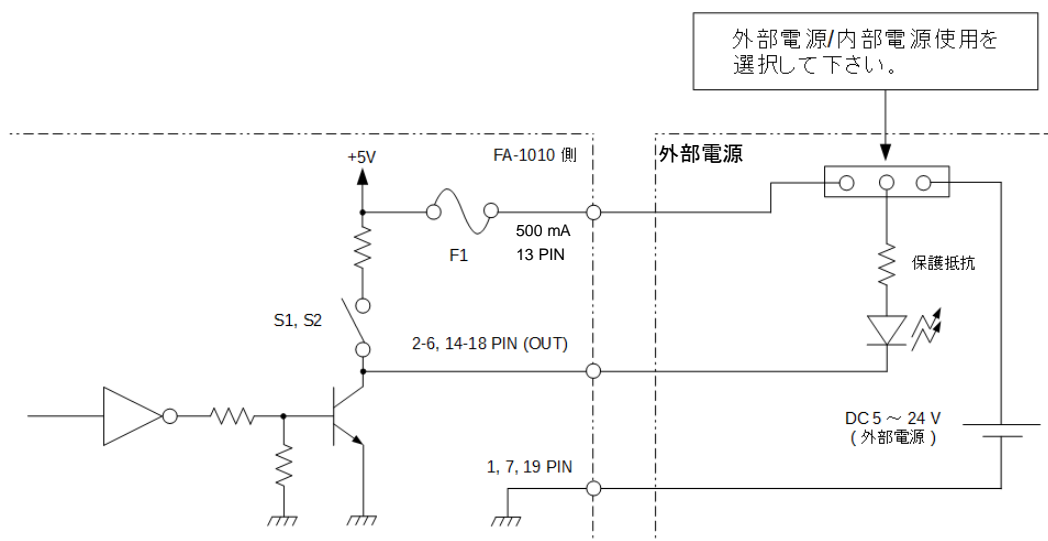 外部電源/内部電源使用を
選択して下さい。
+5V
FA-1010 側
外部電源
500 mA
13 PIN
F1
保護抵抗
S1, S2
2-6, 14-18 PIN (OUT)
DC 5 ～ 24 V
( 外部電源 )
1, 7, 19 PIN